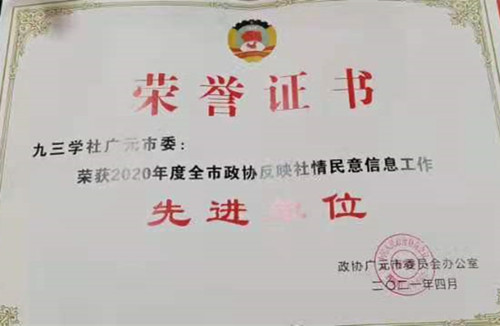 荣誉证书
九三学社广元市委：
荣获2020年度全市政协反映社情民意信息工作
先进单位
政协广元市委员会办公室
二〇二一年四月